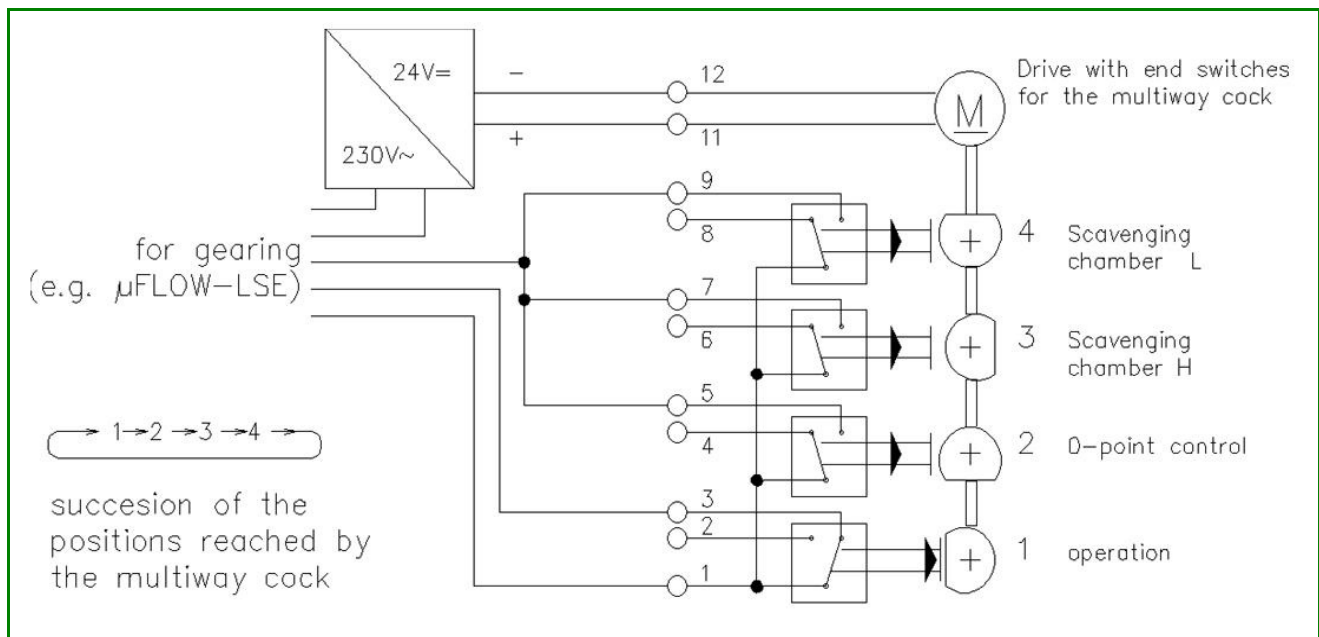 24V=
230V~
−
+
12
11
Drive with end switches
for the multiway cock
M
9
8
4 Scavenging
chamber L
for gearing
(e.g. µFLOW-LSE)
7
6
3 Scavenging
chamber H
5
4
2 0-point control
1→2→3→4→
succesion of the
positions reached by
the multiway cock
3
2
1
1 operation